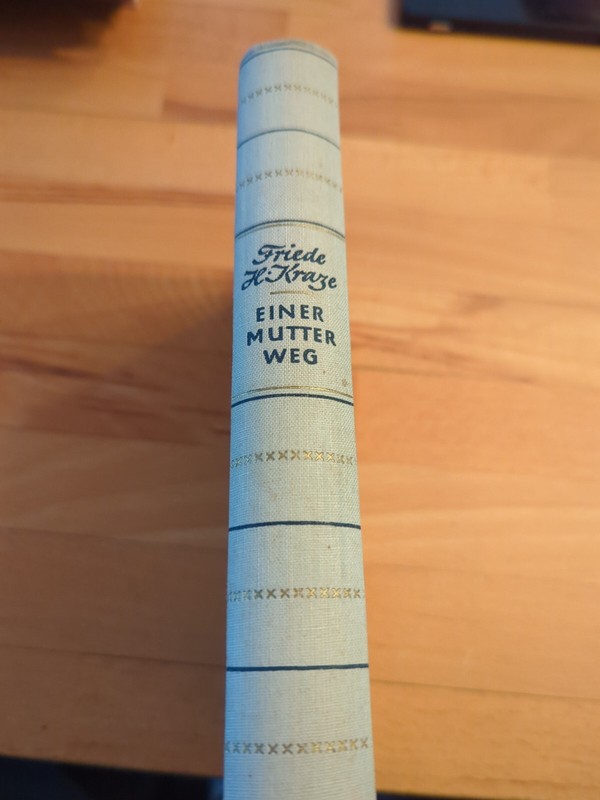 Friede
H. Kraze
EINER
MUTTER
WEG